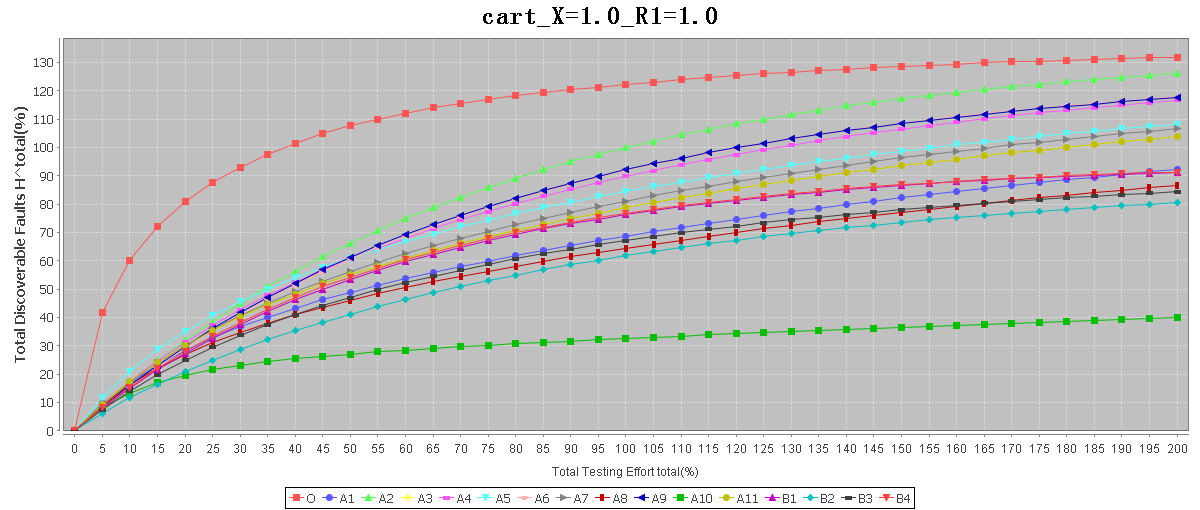 cart_X=1.0_R1=1.0
Total Discoverable Faults H^total(%)
130
120
110
100
90
80
70
60
50
40
30
20
10
0
0 5 10 15 20 25 30 35 40 45 50 55 60 65 70 75 80 85 90 95 100 105 110 115 120 125 130 135 140 145 150 155 160 165 170 175 180 185 190 195 200
Total Testing Effort total(%)
O A1 A2 A3 A4 A5 A6 A7 A8 A9 A10 A11 B1 B2 B3 B4